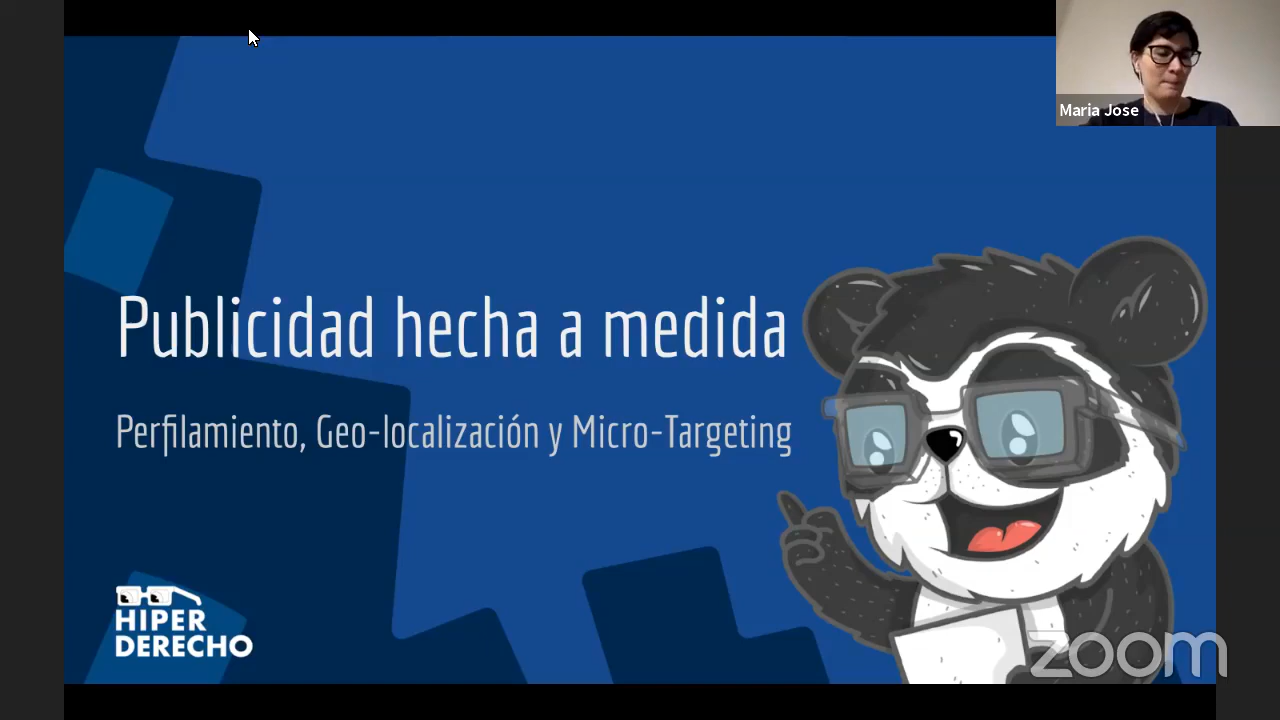 Maria Jose
Publicidad hecha a medida
Perfilamiento, Geo-localización y Micro-Targeting
HIPER
DERECHO
zoom